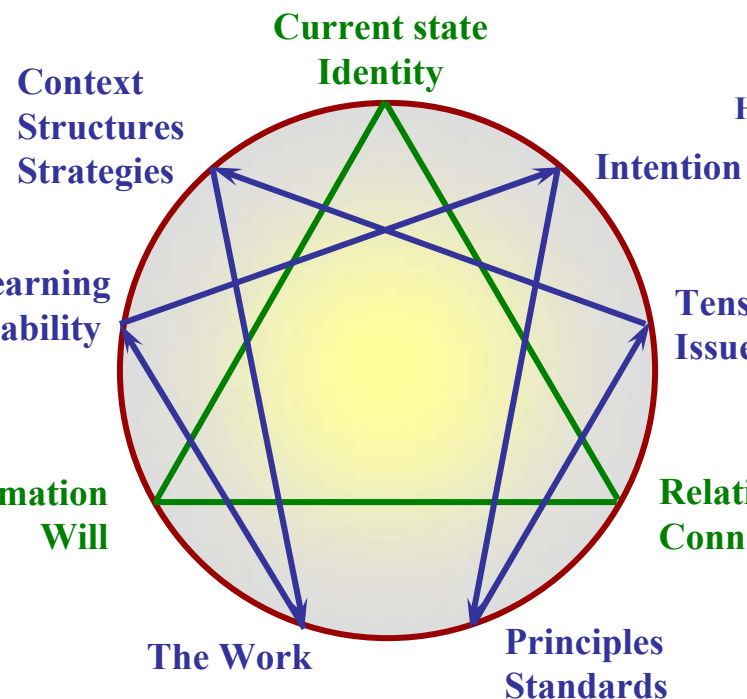 Current state
Identity
Context
Structures
Strategies
Intention
earning
ability
Tens
Issue
mation
Will
Relati
Conn
The Work
Principles
Standards